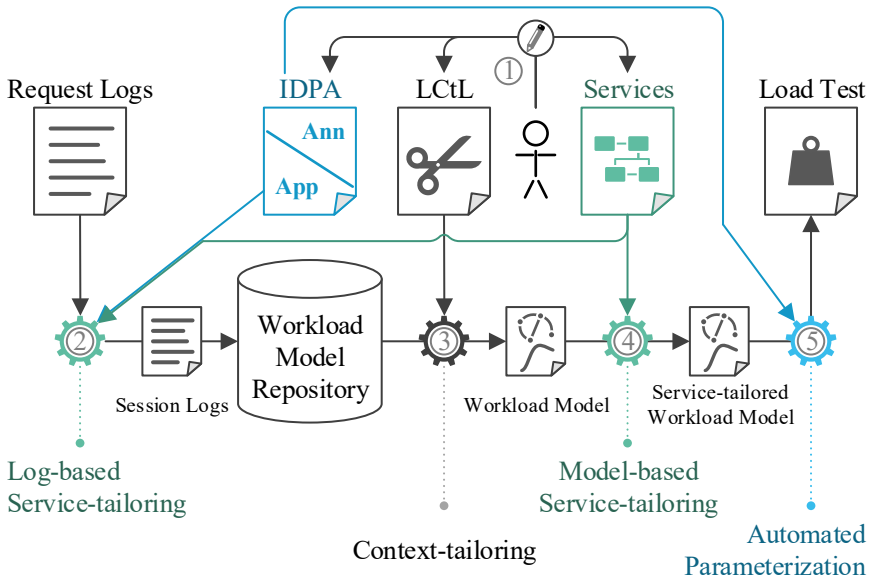 ①
Request Logs
IDPA
LCtL
Services
Load Test
Ann
App
②
Workload
Model
Repository
③
④
⑤
Session Logs
Workload Model
Service-tailored
Workload Model
Log-based
Service-tailoring
Model-based
Service-tailoring
Context-tailoring
Automated
Parameterization